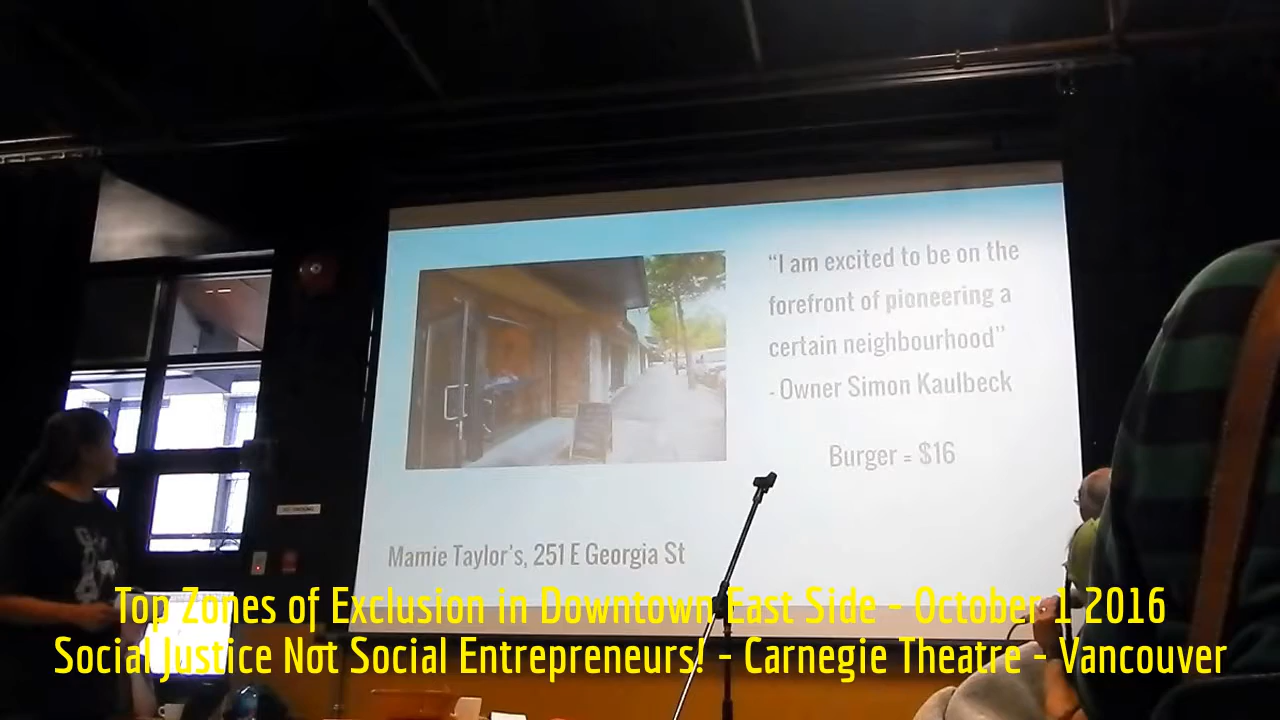 “I am excited to be on the
forefront of pioneering a
certain neighbourhood”
- Owner Simon Kaulbeck
Burger = $16
Mamie Taylor's, 251 E Georgia St
Top Zones of Exclusion in Downtown East Side - October 1 2016
Social Justice Not Social Entrepreneurs! - Carnegie Theatre - Vancouver